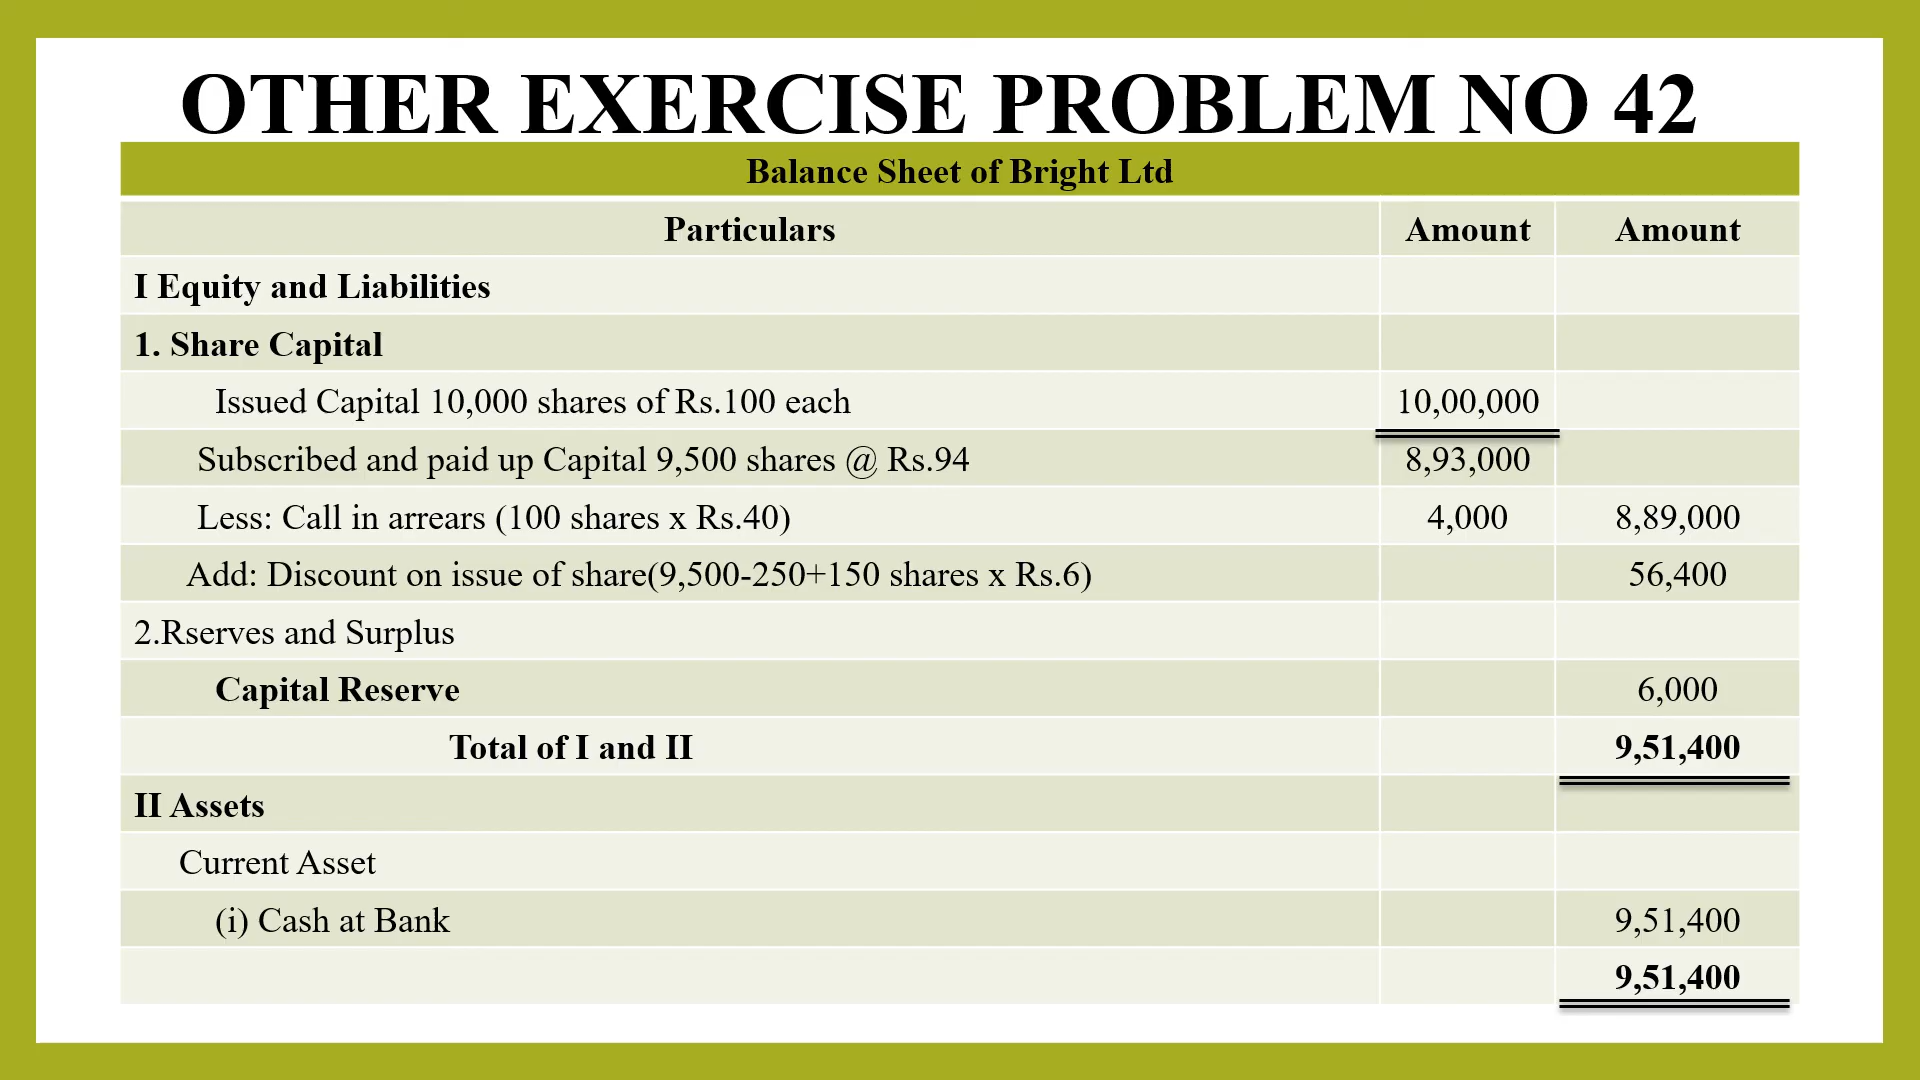 OTHER EXERCISE PROBLEM NO 42
Balance Sheet of Bright Ltd
Particulars Amount Amount
I Equity and Liabilities
1. Share Capital
Issued Capital 10,000 shares of Rs.100 each 10,00,000
Subscribed and paid up Capital 9,500 shares @ Rs.94 8,93,000
Less: Call in arrears (100 shares x Rs.40) 4,000 8,89,000
Add: Discount on issue of share(9,500-250+150 shares x Rs.6) 56,400
2.Rserves and Surplus
Capital Reserve 6,000
Total of I and II 9,51,400
II Assets
Current Asset
(i) Cash at Bank 9,51,400
9,51,400